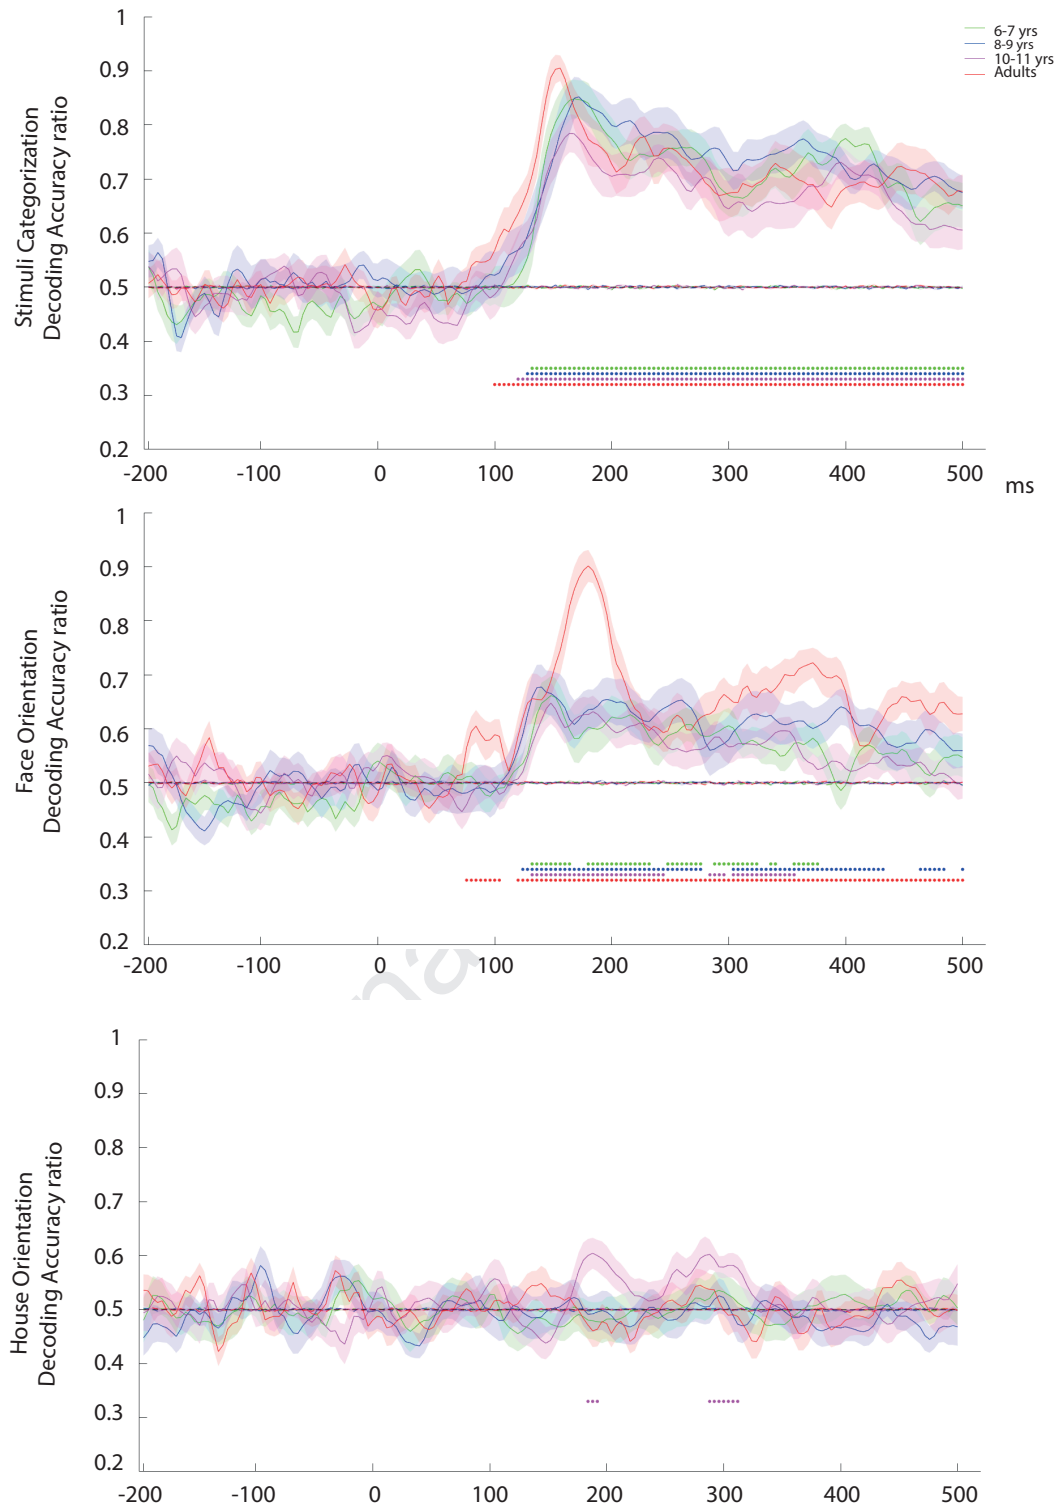 1
0.9
0.8
0.7
0.6
0.5
0.4
0.3
0.2
Stimuli Categorization
Decoding Accuracy ratio
6-7 yrs
8-9 yrs
10-11 yrs
Adults
-200 -100 0 100 200 300 400 500
ms
1
0.9
0.8
0.7
0.6
0.5
0.4
0.3
0.2
Face Orientation
Decoding Accuracy ratio
-200 -100 0 100 200 300 400 500
1
0.9
0.8
0.7
0.6
0.5
0.4
0.3
0.2
House Orientation
Decoding Accuracy ratio
-200 -100 0 100 200 300 400 500